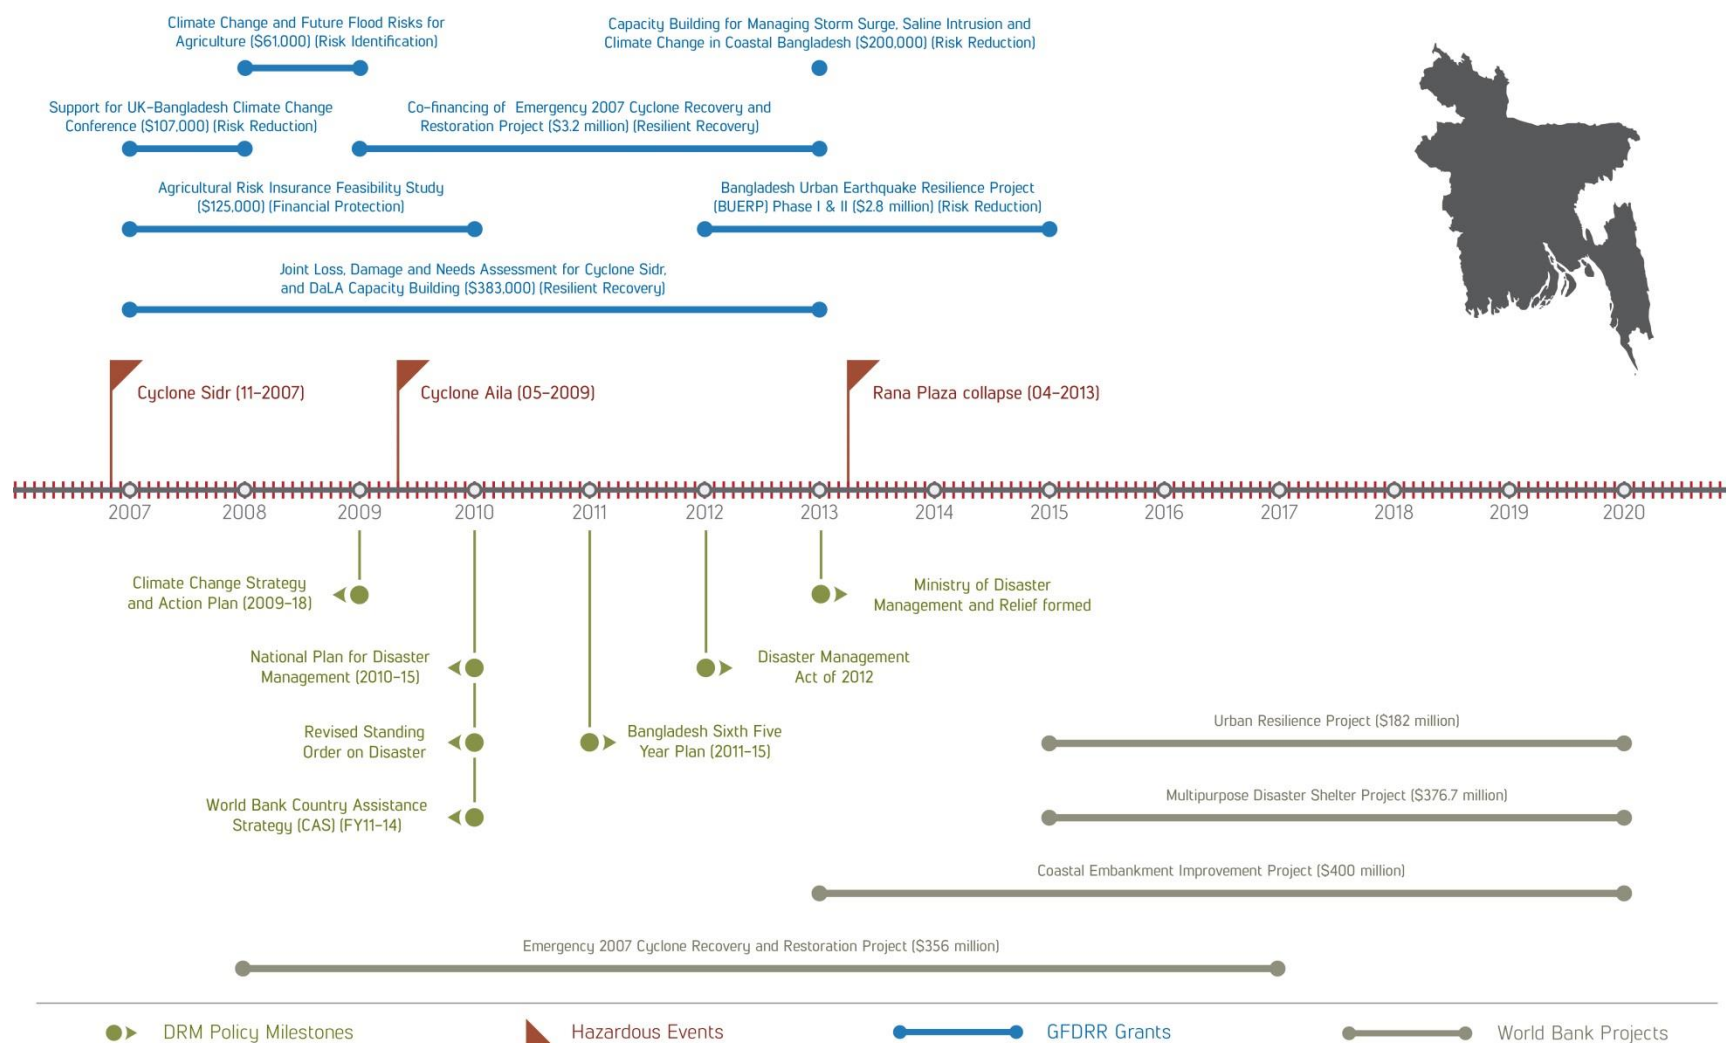 Climate Change and Future Flood Risks for
Agriculture ($61,000) (Risk Identification)
Capacity Building for Managing Storm Surge, Saline Intrusion and
Climate Change in Coastal Bangladesh ($200,000) (Risk Reduction)
Support for UK-Bangladesh Climate Change
Conference ($107,000) (Risk Reduction)
Co-financing of Emergency 2007 Cyclone Recovery and
Restoration Project ($3.2 million) (Resilient Recovery)
Agricultural Risk Insurance Feasibility Study
($125,000) (Financial Protection)
Bangladesh Urban Earthquake Resilience Project
(BUERP) Phase I & II ($2.8 million) (Risk Reduction)
Joint Loss, Damage and Needs Assessment for Cyclone Sidr,
and DaLA Capacity Building ($383,000) (Resilient Recovery)
Cyclone Sidr (11-2007)
Cyclone Aila (05-2009)
Rana Plaza collapse (04-2013)
2007 2008 2009 2010 2011 2012 2013 2014 2015 2016 2017 2018 2019 2020
Climate Change Strategy
and Action Plan (2009-18)
Ministry of Disaster
Management and Relief formed
National Plan for Disaster
Management (2010-15)
Disaster Management
Act of 2012
Revised Standing
Order on Disaster
Bangladesh Sixth Five
Year Plan (2011-15)
Urban Resilience Project ($182 million)
World Bank Country Assistance
Strategy (CAS) (FY11-14)
Multipurpose Disaster Shelter Project ($376.7 million)
Coastal Embankment Improvement Project ($400 million)
Emergency 2007 Cyclone Recovery and Restoration Project ($356 million)
DRM Policy Milestones
Hazardous Events
GFDRR Grants
World Bank Projects